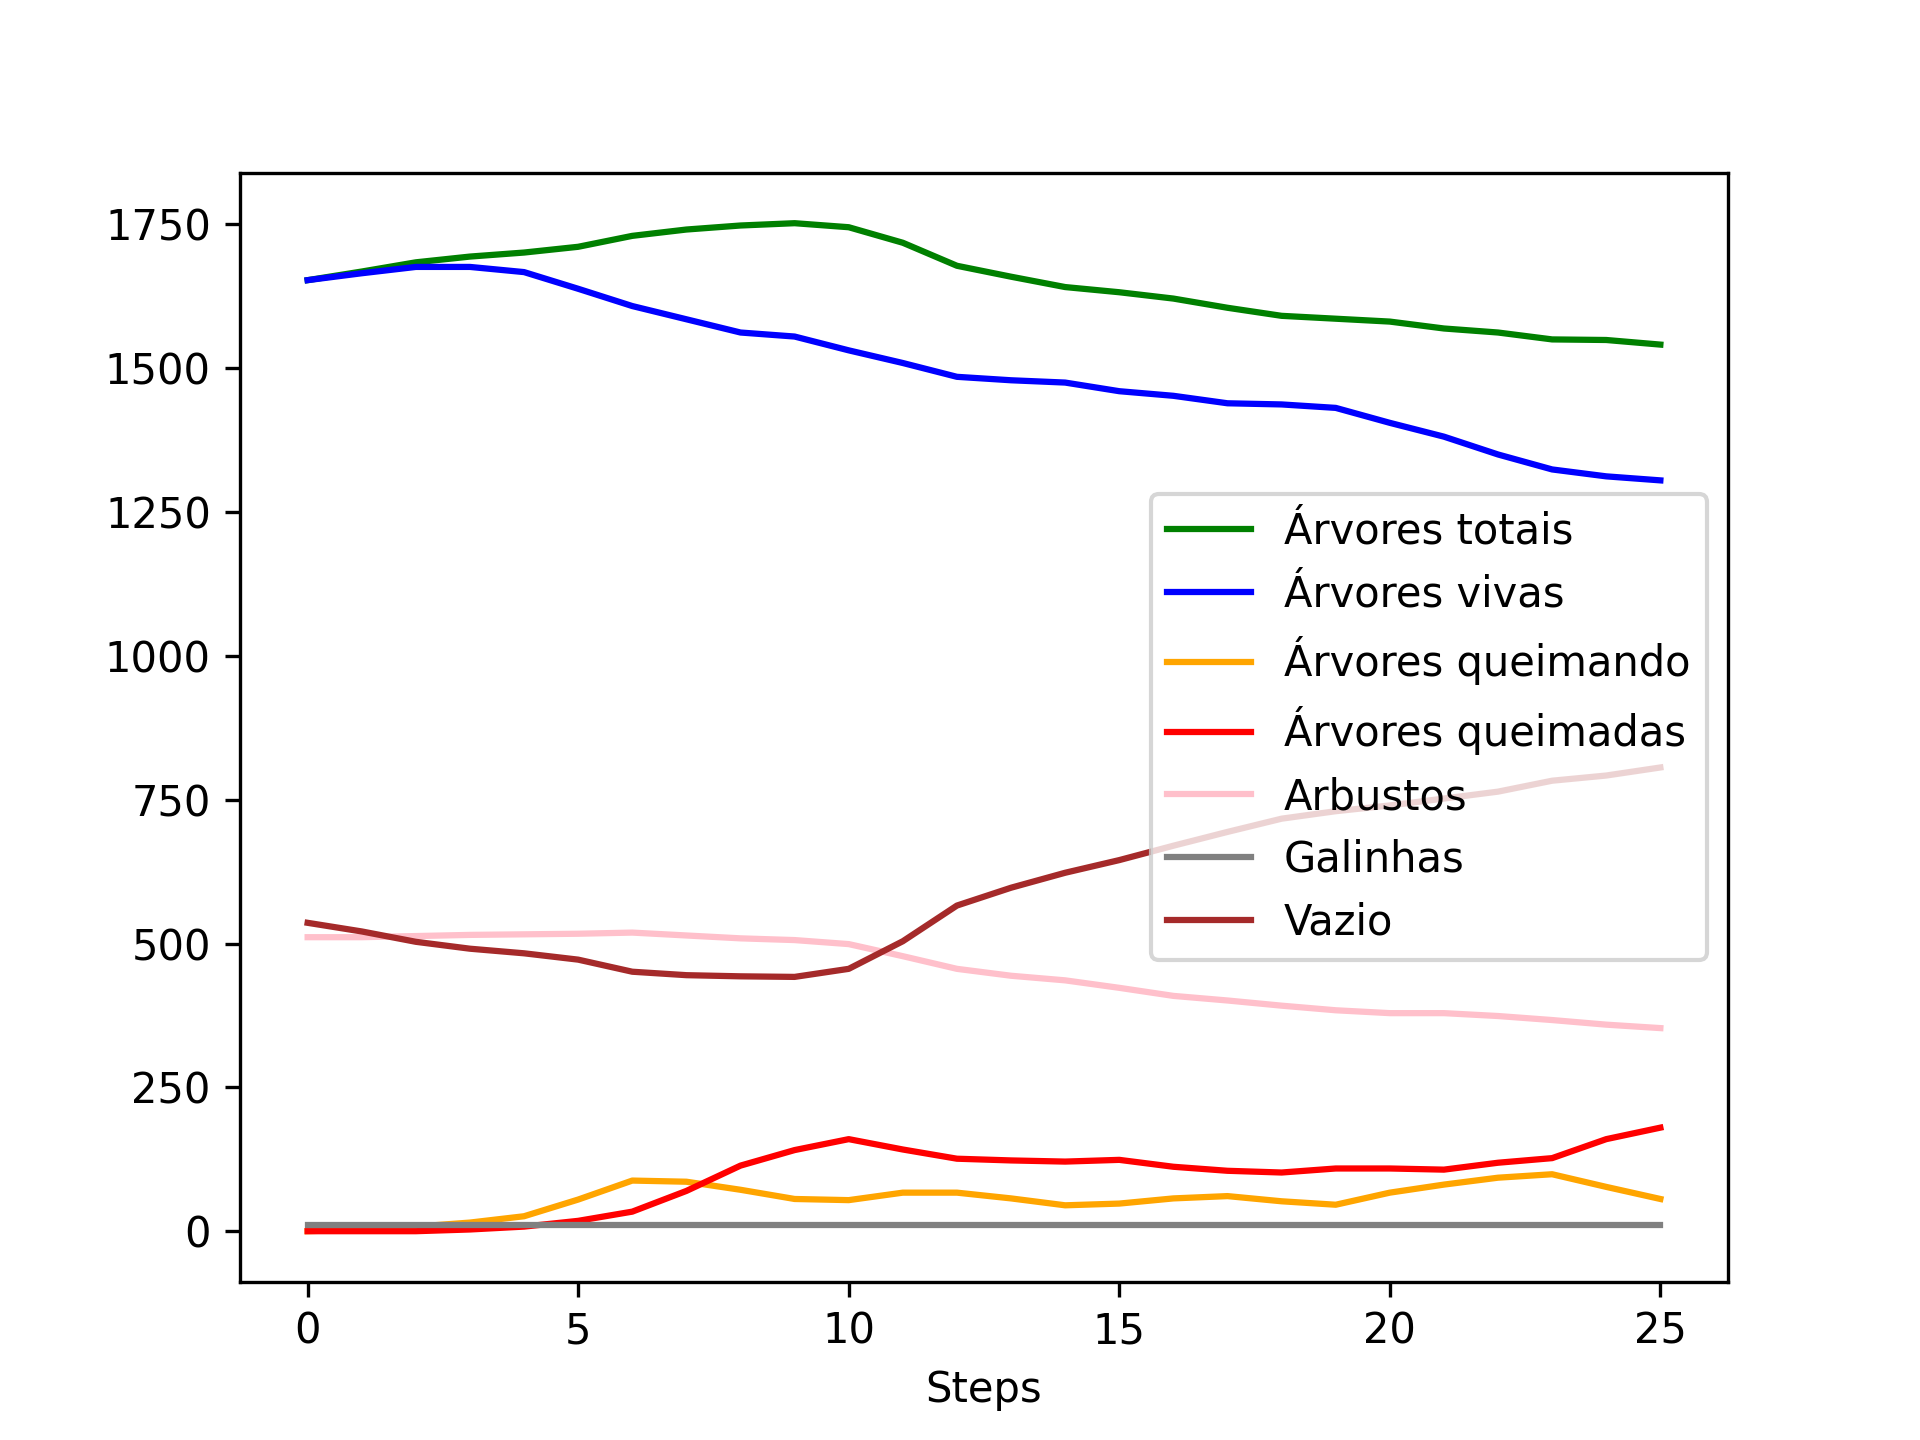 1750
1500
1250
1000
750
500
250
0
Árvores totais
Árvores vivas
Árvores queimando
Árvores queimadas
Arbustos
Galinhas
Vazio
0 5 10 15 20 25
Steps